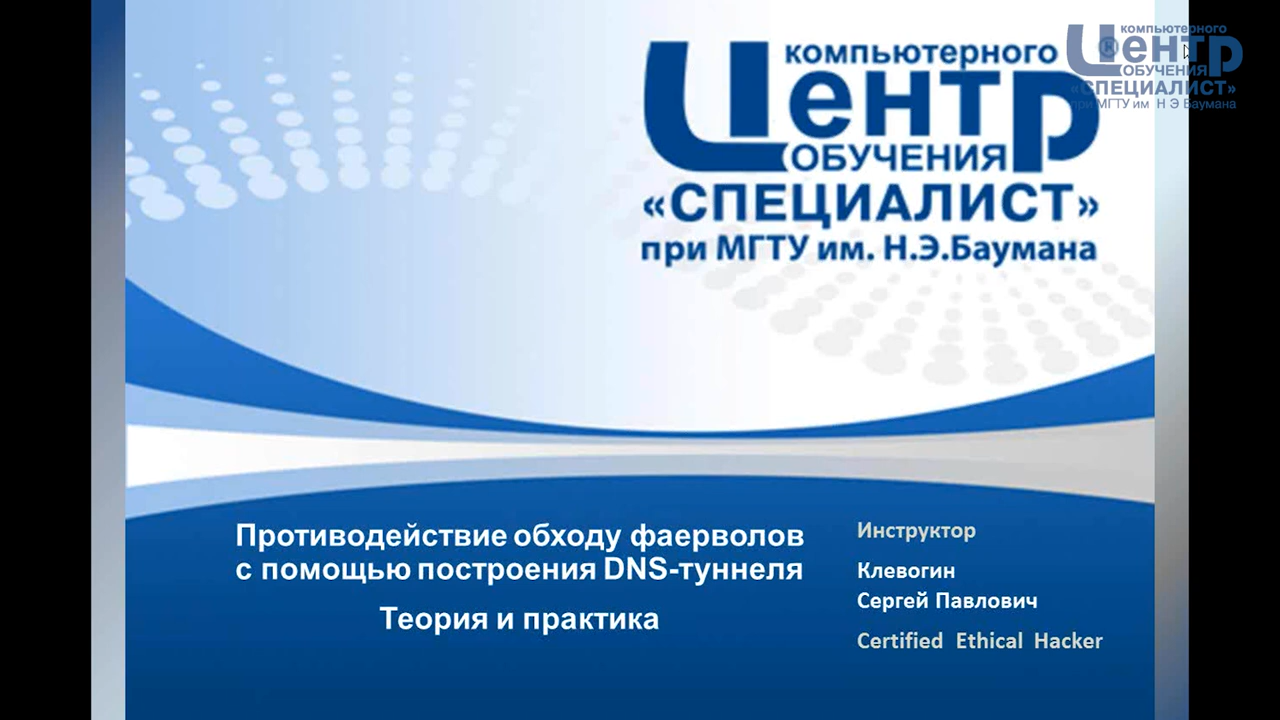 компьютерного
Центр
ОБУЧЕНИЯ
«СПЕЦИАЛИСТ»
при МГТУ им. Н.Э.Баумана
компьютерного
Центр
ОБУЧЕНИЯ
«СПЕЦИАЛИСТ»
при МГТУ им Н Э Баумана
Противодействие обходу фаерволов
с помощью построения DNS-туннеля
Теория и практика
Инструктор
Клевогин
Сергей Павлович
Certified Ethical Hacker